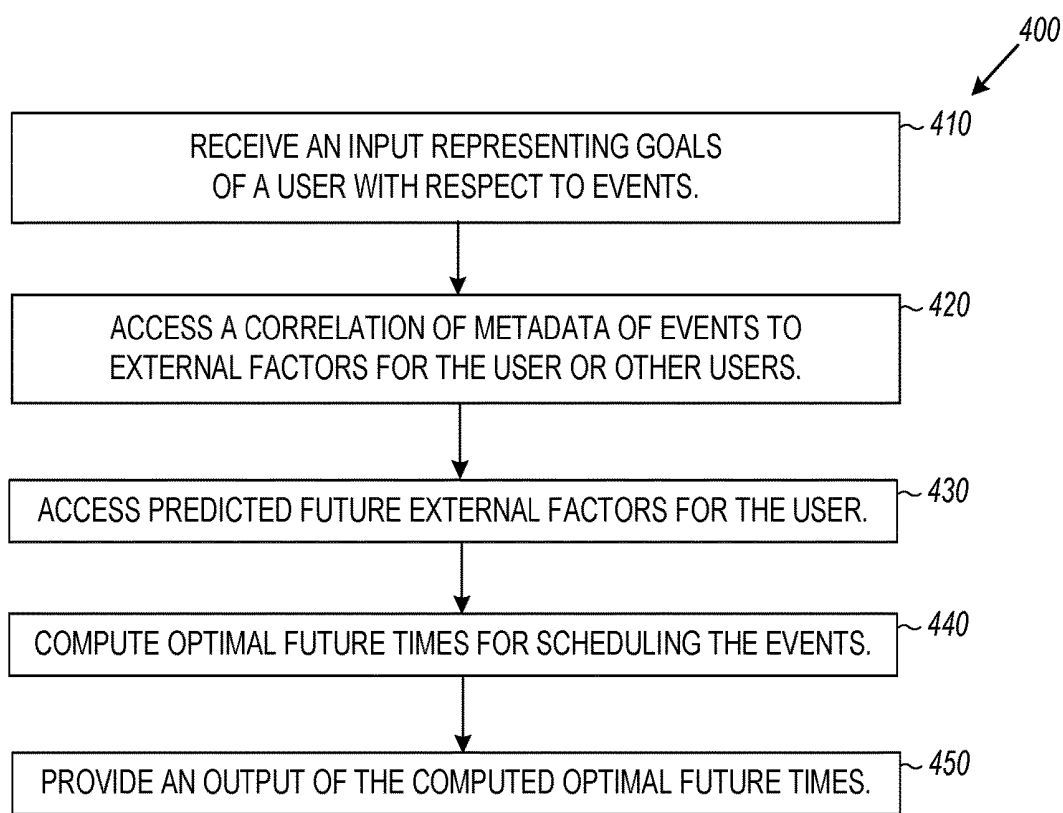 400
410
RECEIVE AN INPUT REPRESENTING GOALS
OF A USER WITH RESPECT TO EVENTS.
420
ACCESS A CORRELATION OF METADATA OF EVENTS TO
EXTERNAL FACTORS FOR THE USER OR OTHER USERS.
430
ACCESS PREDICTED FUTURE EXTERNAL FACTORS FOR THE USER.
440
COMPUTE OPTIMAL FUTURE TIMES FOR SCHEDULING THE EVENTS.
450
PROVIDE AN OUTPUT OF THE COMPUTED OPTIMAL FUTURE TIMES.